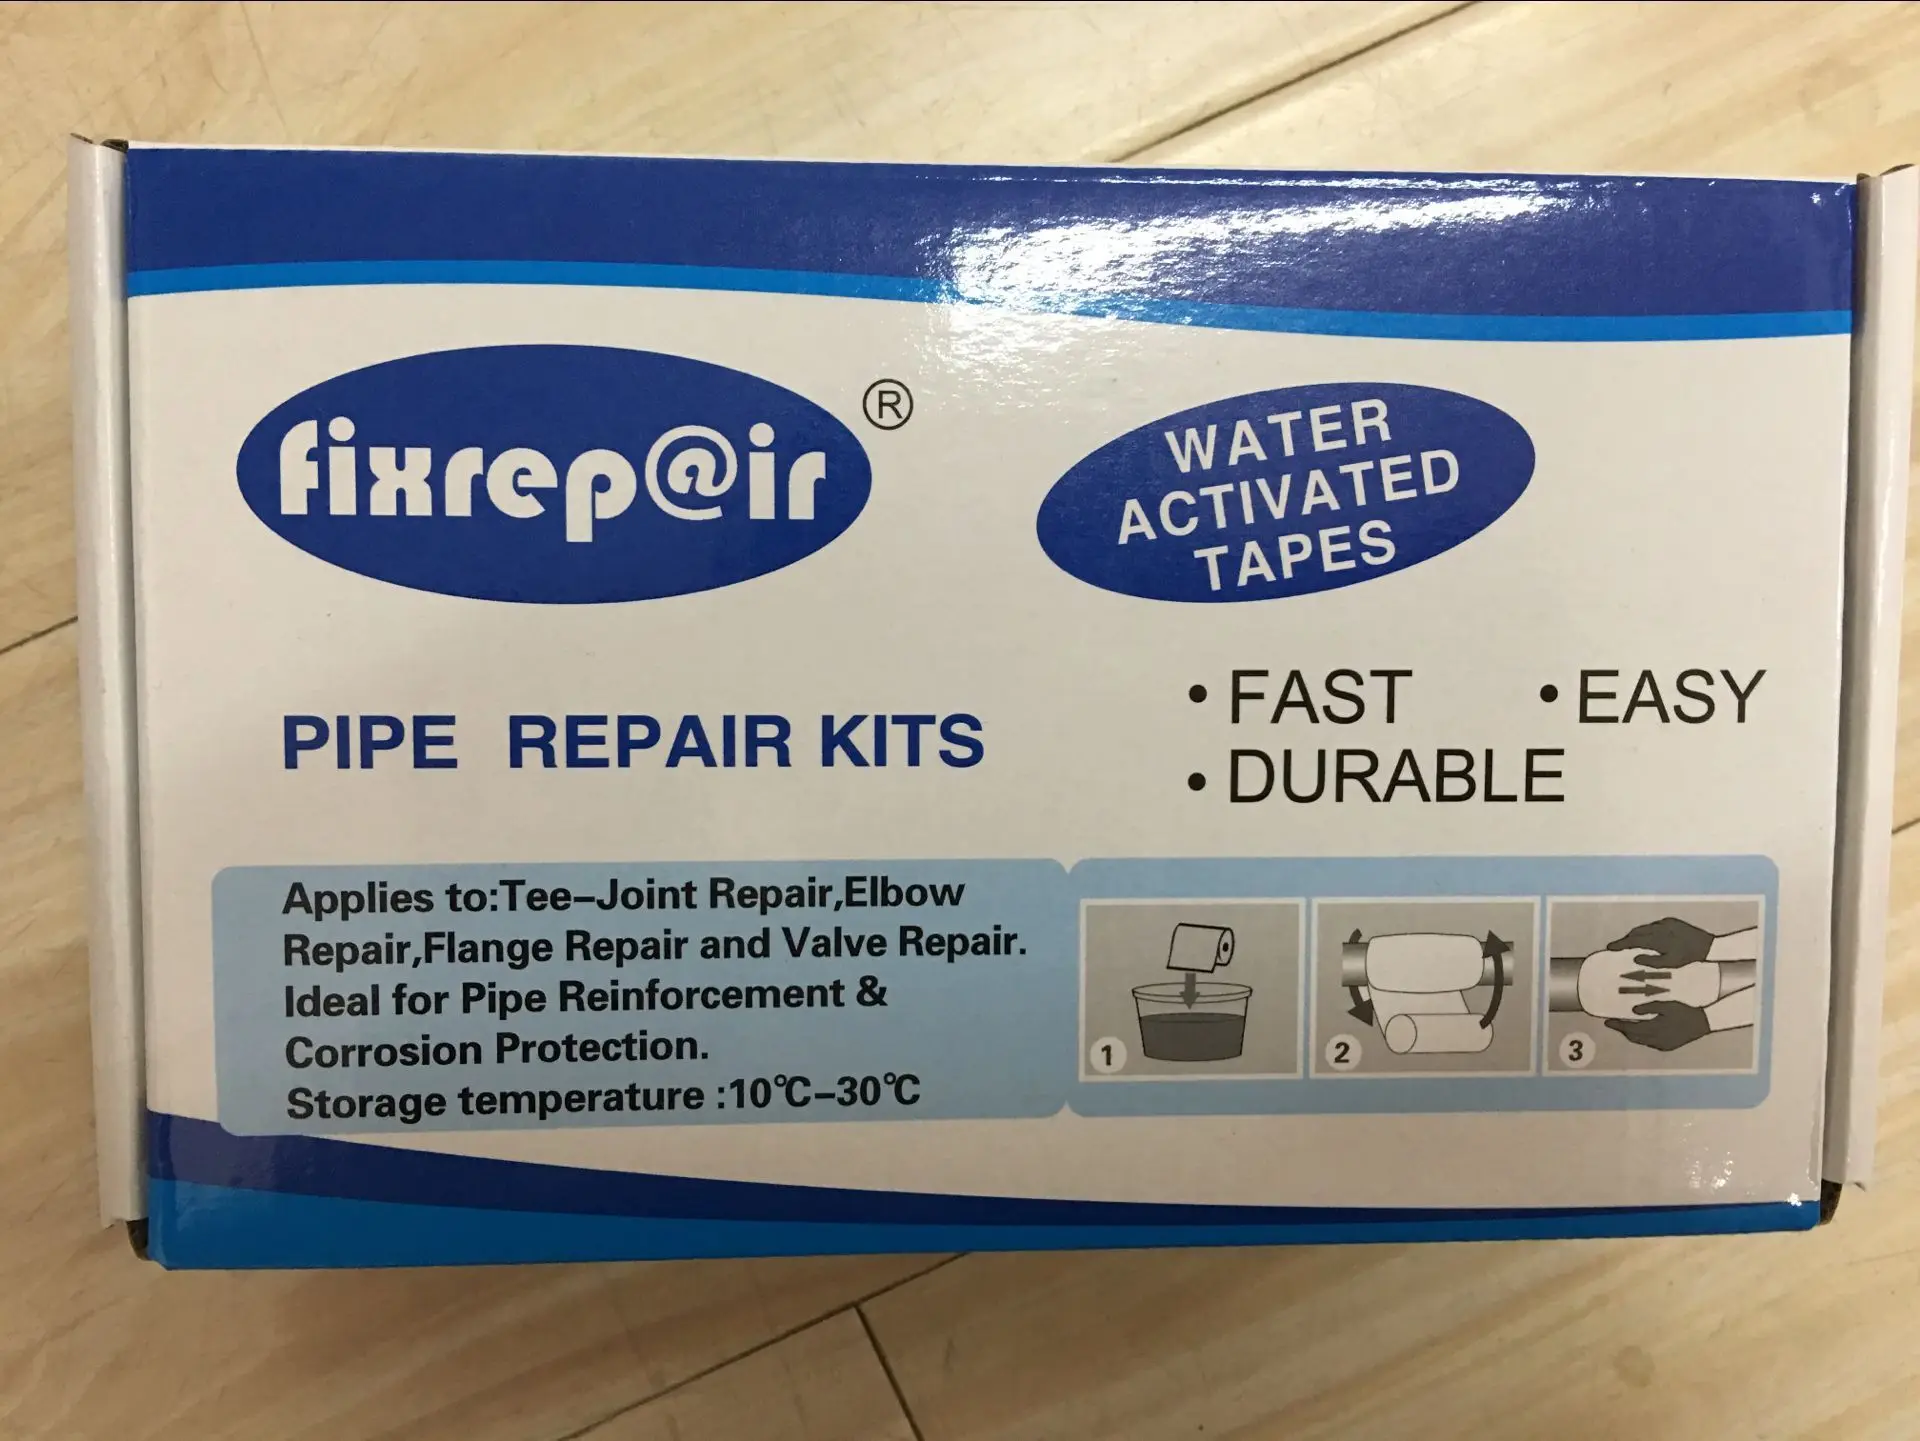 fixrep@ir®
WATER
ACTIVATED
TAPES
PIPE REPAIR KITS
• FAST • EASY
• DURABLE
Applies to:Tee-Joint Repair,Elbow
Repair,Flange Repair and Valve Repair.
Ideal for Pipe Reinforcement &
Corrosion Protection.
Storage temperature :10℃-30℃
1
2
3